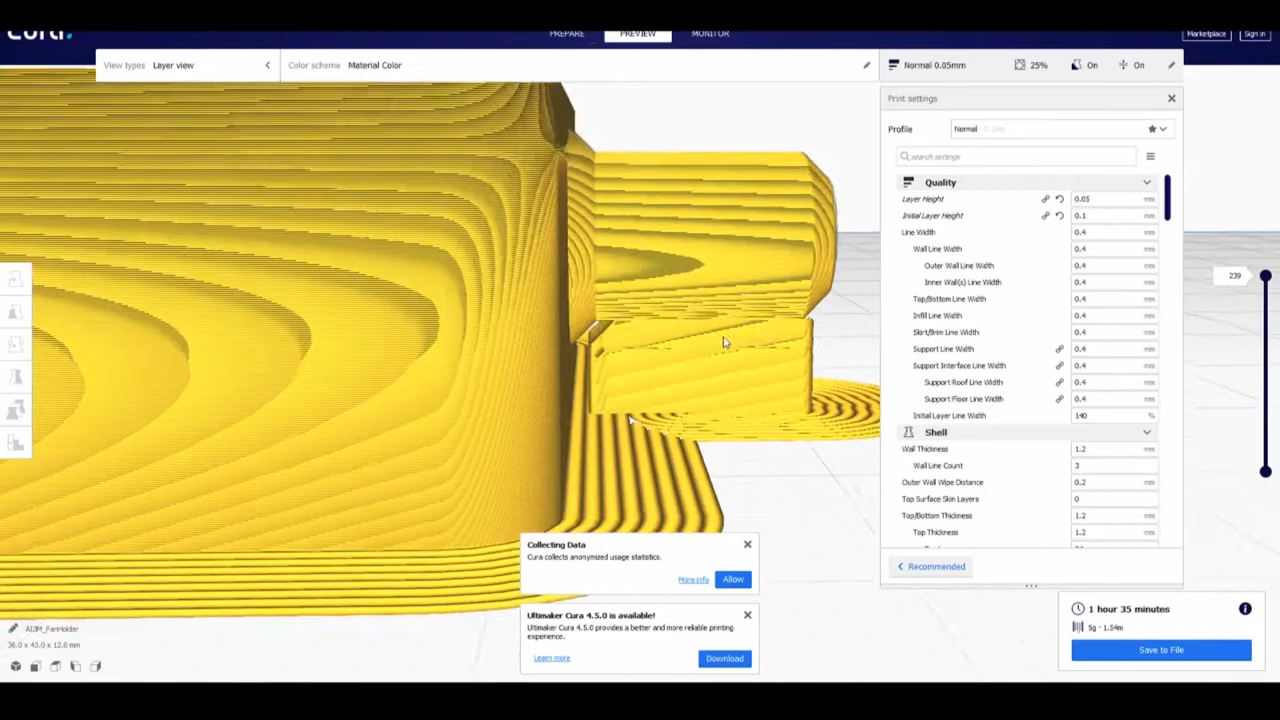 cura.
PREPARE PREVIEW MONITOR Marketplace Sign in
View types Layer view Color scheme Material Color Normal 0.05mm 25% On On
Print settings
Profile Normal
search settings
Quality
Layer Height 0.05 mm
Initial Layer Height 0.1 mm
Line Width 0.4 mm
Wall Line Width 0.4 mm
Outer Wall Line Width 0.4 mm
Inner Wall(s) Line Width 0.4 mm
Top/Bottom Line Width 0.4 mm
Infill Line Width 0.4 mm
Skirt/Brim Line Width 0.4 mm
Support Line Width 0.4 mm
Support Interface Line Width 0.4 mm
Support Roof Line Width 0.4 mm
Support Floor Line Width 0.4 mm
Initial Layer Line Width 140 %
Shell
Wall Thickness 1.2 mm
Wall Line Count 3
Outer Wall Wipe Distance 0.2 mm
Top Surface Skin Layers 0
Top/Bottom Thickness 1.2 mm
Top Thickness 1.2 mm
Recommended
239
Collecting Data
Cura collects anonymized usage statistics.
More info Allow
Ultimaker Cura 4.5.0 is available!
Ultimaker Cura 4.5.0 provides a better and more reliable printing
experience.
Learn more Download
AI3M_FanHolder
36.0 x 43.0 x 12.0 mm
1 hour 35 minutes
5g · 1.54m
Save to File